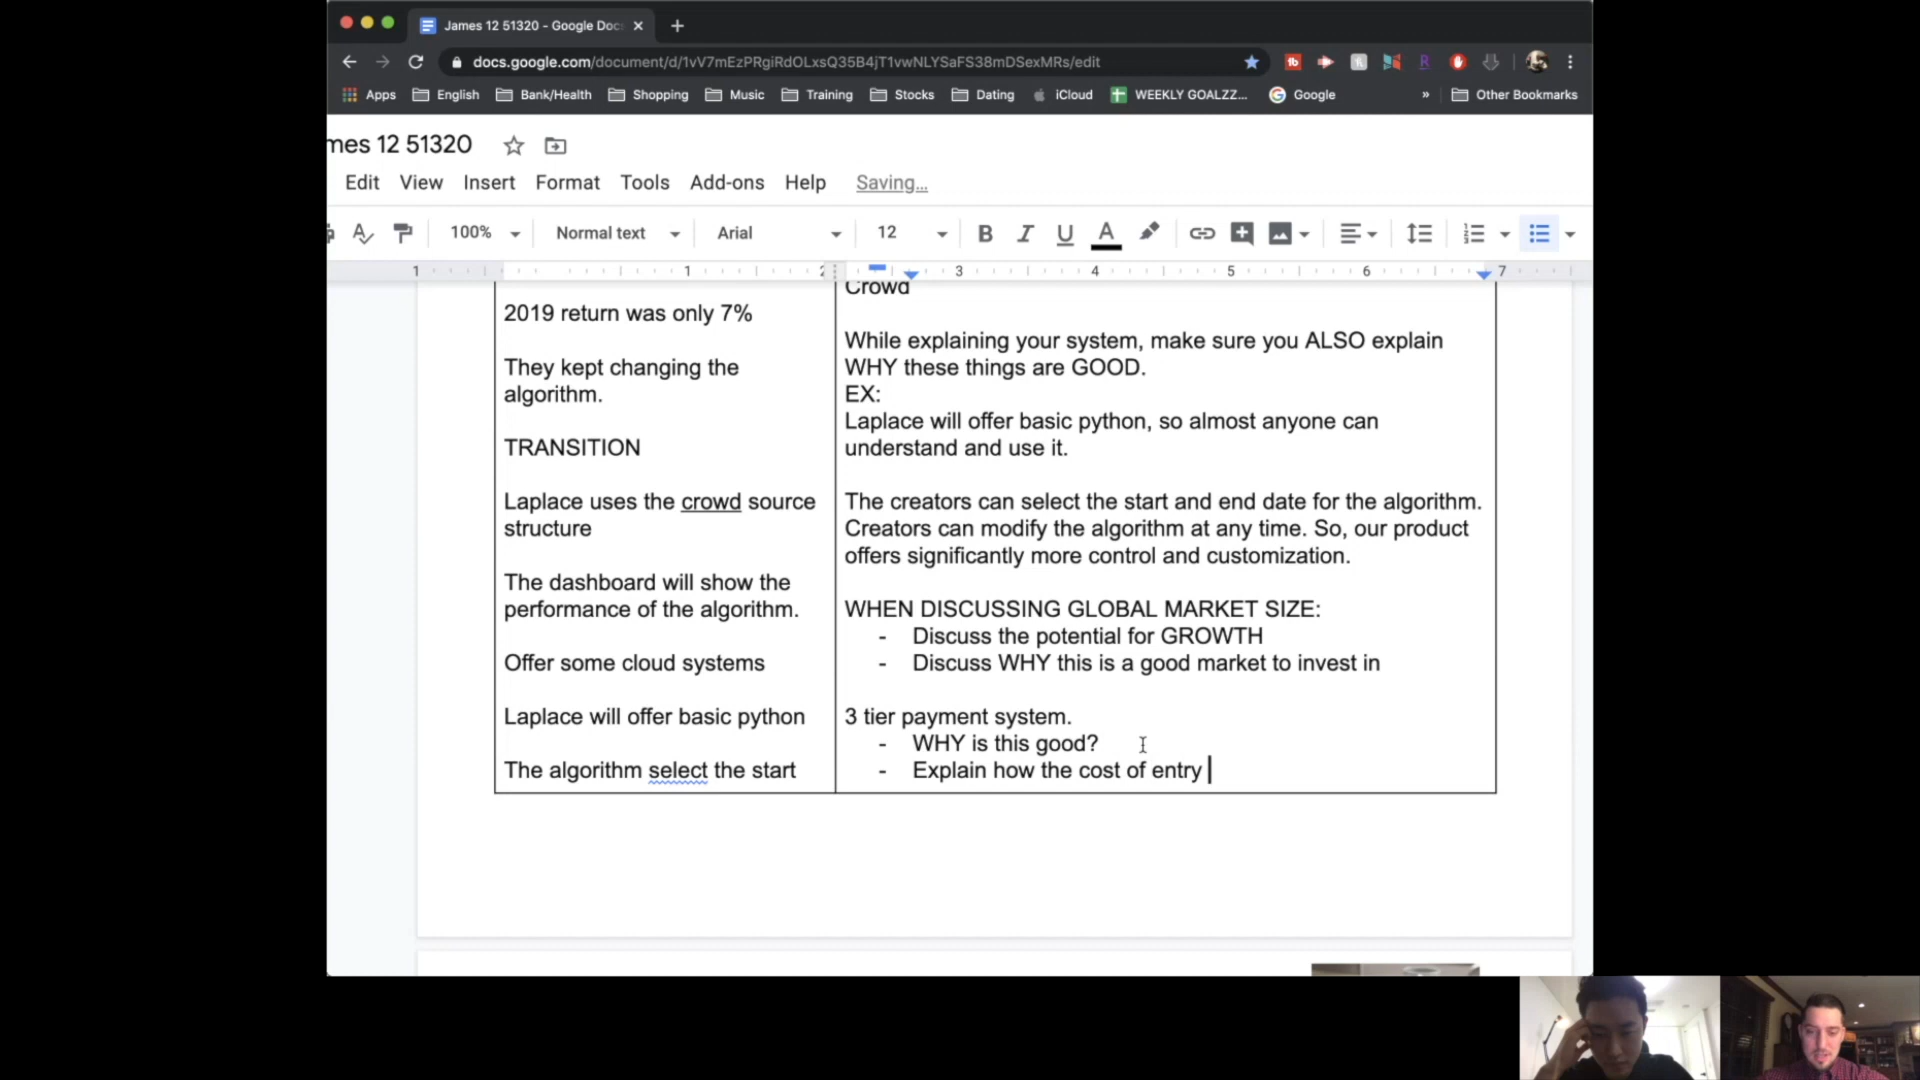 James 12 51320 - Google Doc
docs.google.com/document/d/1vV7mEzPRgiRdOLxsQ35B4jT1vwNLYSaFS38mDSexMRs/edit
Apps English Bank/Health Shopping Music Training Stocks Dating iCloud WEEKLY GOALZZ... Google » Other Bookmarks
mes 12 51320
Edit View Insert Format Tools Add-ons Help Saving...
100% Normal text Arial 12 B I U A
1 1 2 3 4 5 6 7
2019 return was only 7%
They kept changing the
algorithm.
TRANSITION
Laplace uses the crowd source
structure
The dashboard will show the
performance of the algorithm.
Offer some cloud systems
Laplace will offer basic python
The algorithm select the start
Crowd
While explaining your system, make sure you ALSO explain
WHY these things are GOOD.
EX:
Laplace will offer basic python, so almost anyone can
understand and use it.
The creators can select the start and end date for the algorithm.
Creators can modify the algorithm at any time. So, our product
offers significantly more control and customization.
WHEN DISCUSSING GLOBAL MARKET SIZE:
- Discuss the potential for GROWTH
- Discuss WHY this is a good market to invest in
3 tier payment system.
- WHY is this good?
- Explain how the cost of entry